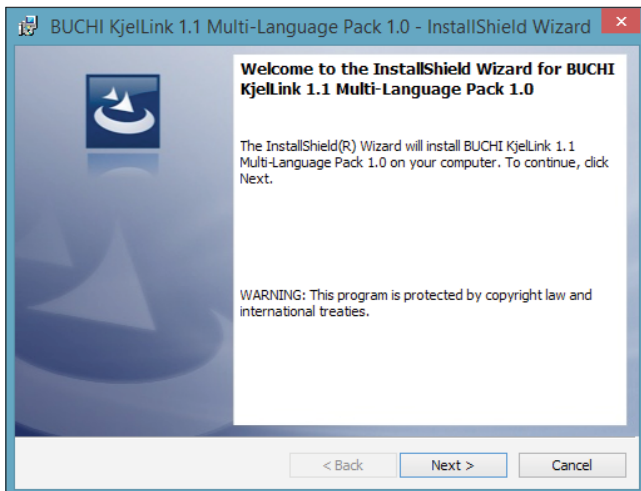 BUCHI KjelLink 1.1 Multi-Language Pack 1.0 - InstallShield Wizard
Welcome to the InstallShield Wizard for BUCHI
KjelLink 1.1 Multi-Language Pack 1.0
The InstallShield(R) Wizard will install BUCHI KjelLink 1.1
Multi-Language Pack 1.0 on your computer. To continue, click
Next.
WARNING: This program is protected by copyright law and
international treaties.
< Back Next > Cancel